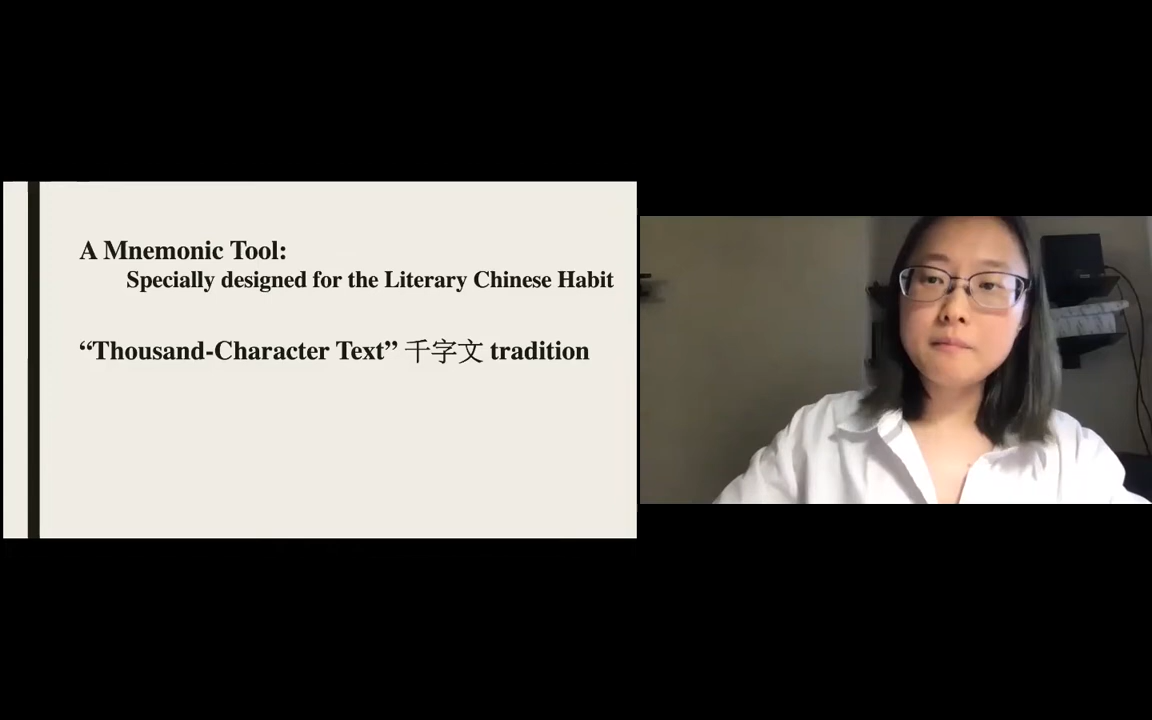 A Mnemonic Tool:
Specially designed for the Literary Chinese Habit
“Thousand-Character Text” 千字文 tradition